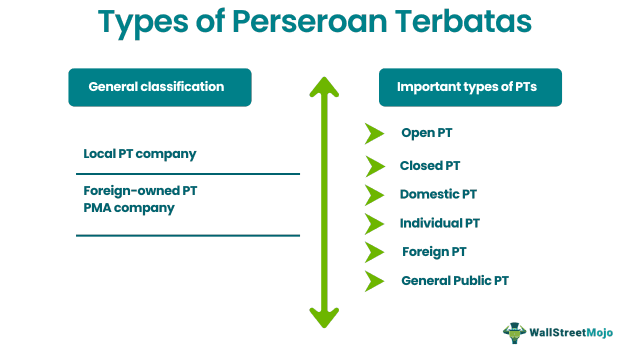 Types of Perseroan Terbatas
General classification
Local PT company
Foreign-owned PT
PMA company
Important types of PTs
Open PT
Closed PT
Domestic PT
Individual PT
Foreign PT
General Public PT
WallStreetMojo